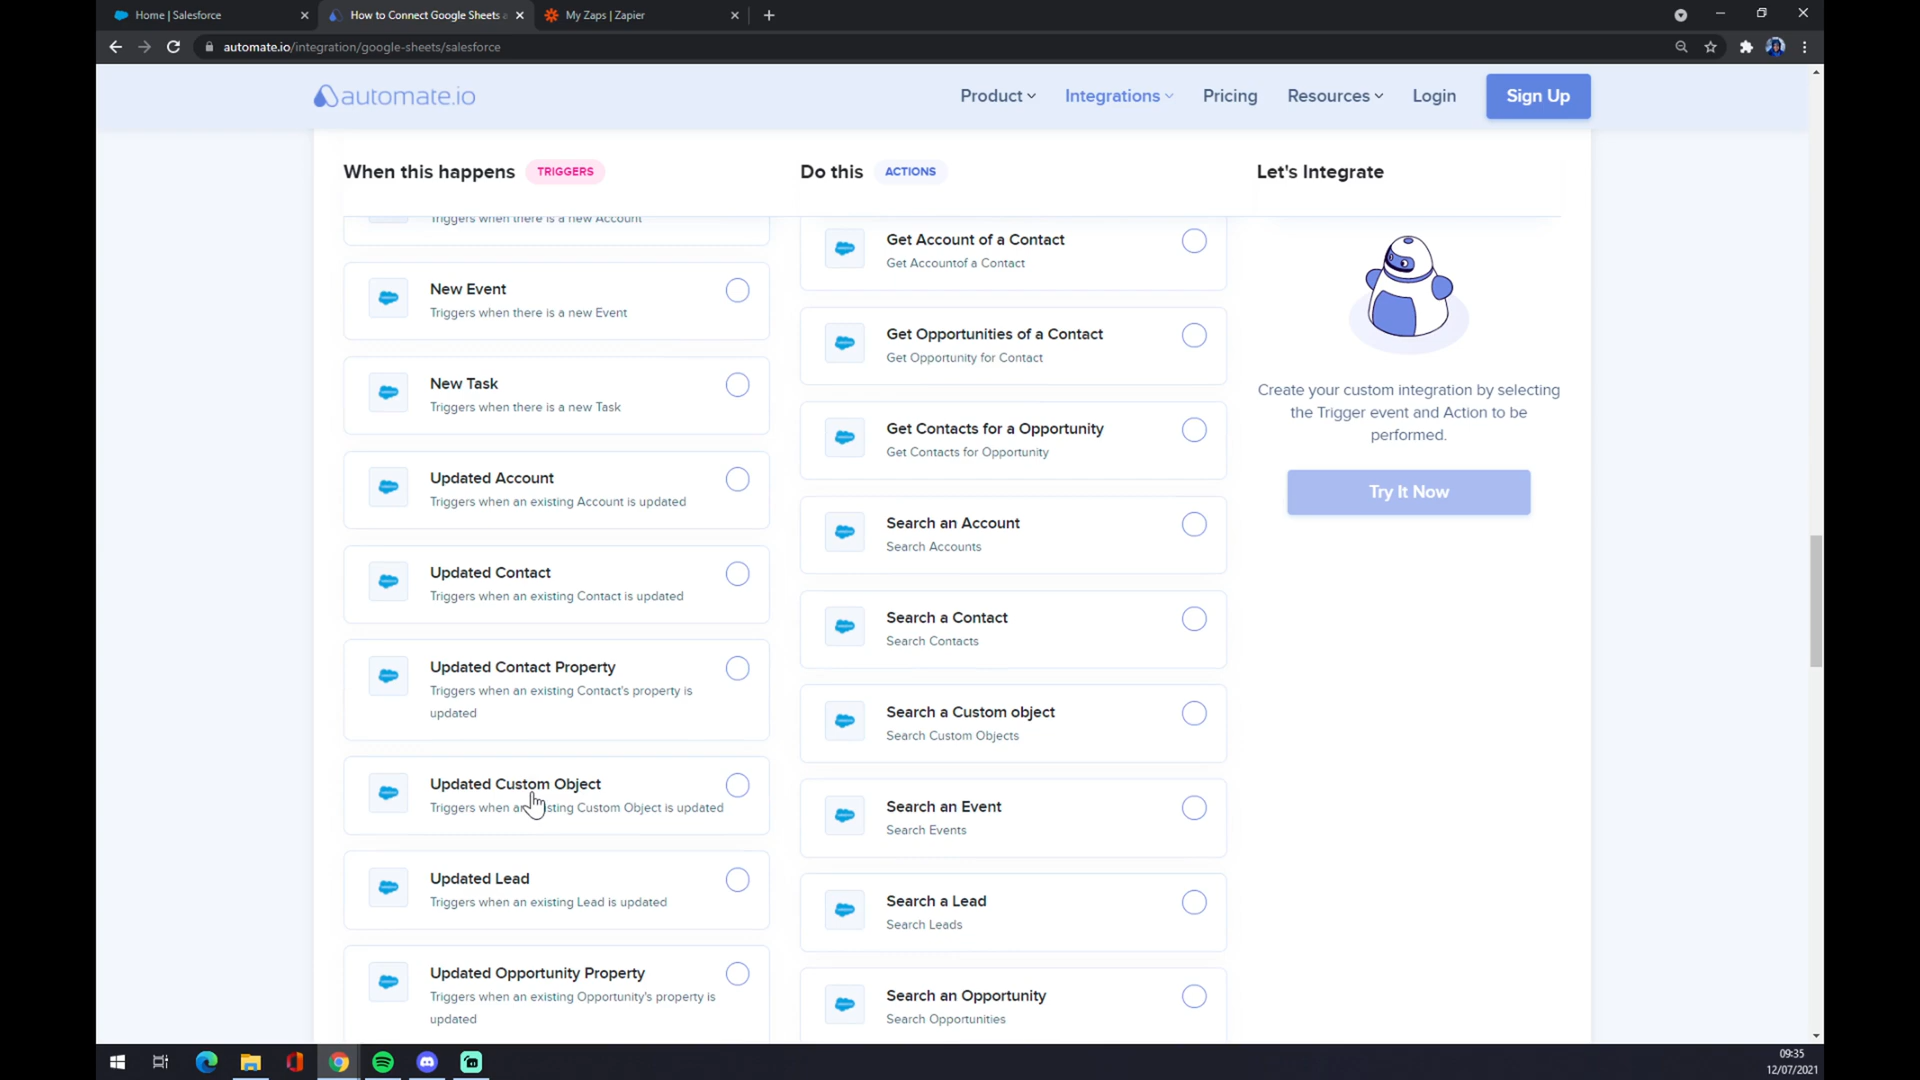 Home | Salesforce
How to Connect Google Sheets a
My Zaps | Zapier
automate.io/integration/google-sheets/salesforce
automate.io
Product
Integrations
Pricing
Resources
Login
Sign Up
When this happens
TRIGGERS
Do this
ACTIONS
Let's Integrate
Triggers when there is a new Account
New Event
Triggers when there is a new Event
New Task
Triggers when there is a new Task
Updated Account
Triggers when an existing Account is updated
Updated Contact
Triggers when an existing Contact is updated
Updated Contact Property
Triggers when an existing Contact's property is
updated
Updated Custom Object
Triggers when an existing Custom Object is updated
Updated Lead
Triggers when an existing Lead is updated
Updated Opportunity Property
Triggers when an existing Opportunity's property is
updated
Get Account of a Contact
Get Accountof a Contact
Get Opportunities of a Contact
Get Opportunity for Contact
Get Contacts for a Opportunity
Get Contacts for Opportunity
Search an Account
Search Accounts
Search a Contact
Search Contacts
Search a Custom object
Search Custom Objects
Search an Event
Search Events
Search a Lead
Search Leads
Search an Opportunity
Search Opportunities
Create your custom integration by selecting
the Trigger event and Action to be
performed.
Try It Now
09:35
12/07/2021